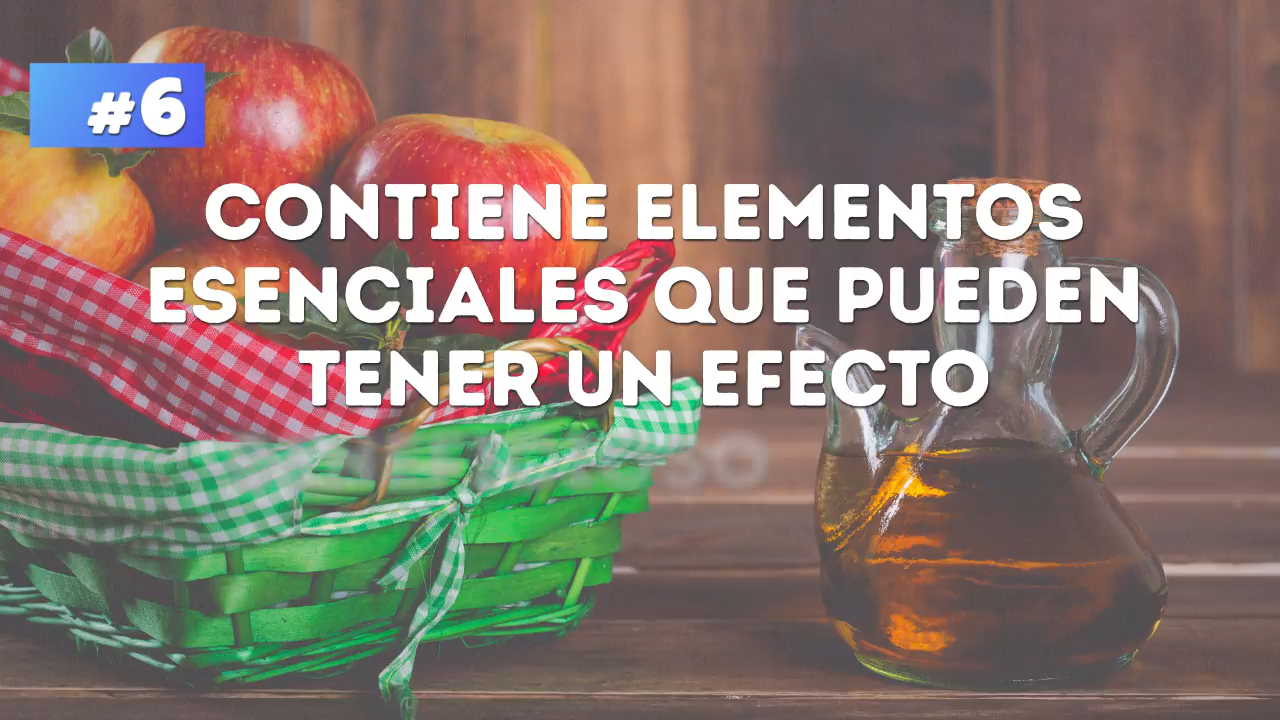 #6
CONTIENE ELEMENTOS
ESENCIALES QUE PUEDEN
TENER UN EFECTO